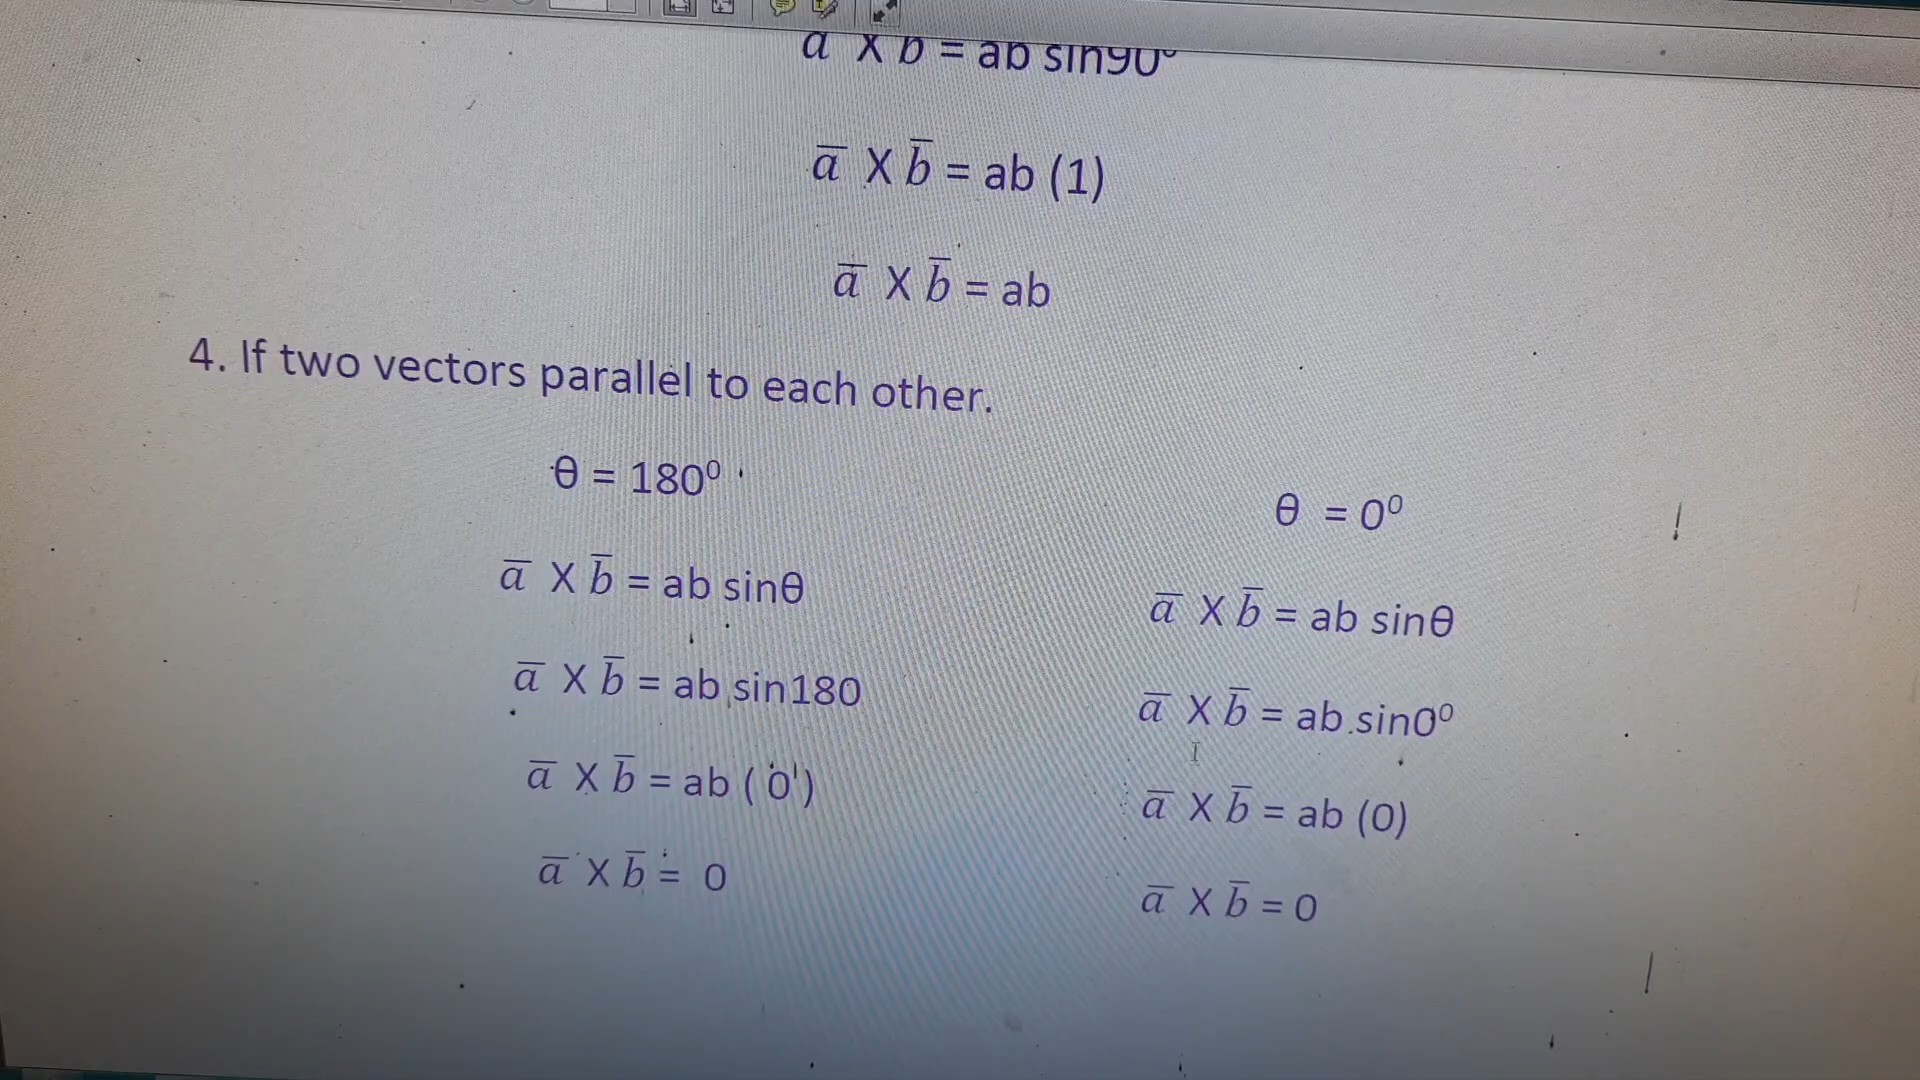 a̅ X b̅ = ab sin90⁰
a̅ X b̅ = ab (1)
a̅ X b̅ = ab
4. If two vectors parallel to each other.
θ = 180⁰
θ = 0⁰
a̅ X b̅ = ab sinθ
a̅ X b̅ = ab sinθ
a̅ X b̅ = ab sin180
a̅ X b̅ = ab sin0⁰
a̅ X b̅ = ab ( 0 )
a̅ X b̅ = ab (0)
a̅ X b̅ = 0
a̅ X b̅ = 0